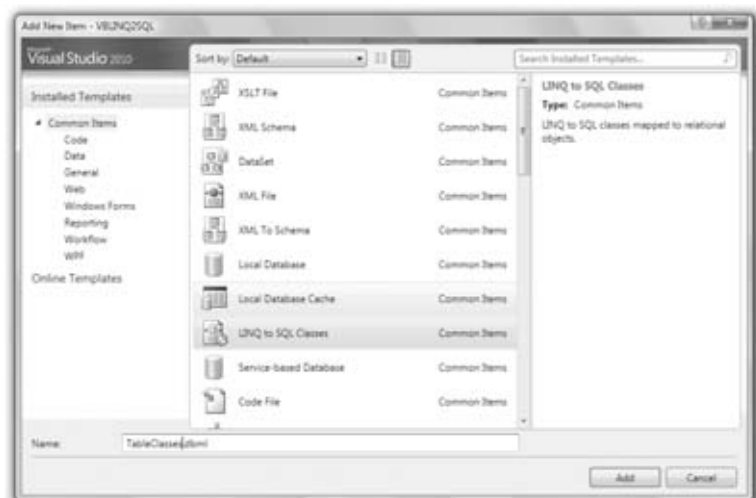 Add New Item - VBLINQ2SQL
Microsoft
Visual Studio 2010
Sort by: Default
Search Installed Templates...
Installed Templates
Common Items
Code
Data
General
Web
Windows Forms
Reporting
Workflow
WPF
Online Templates
XSLT File Common Items
XML Schema Common Items
DataSet Common Items
XML File Common Items
XML To Schema Common Items
Local Database Common Items
Local Database Cache Common Items
LINQ to SQL Classes Common Items
Service-based Database Common Items
Code File Common Items
LINQ to SQL Classes
Type: Common Items
LINQ to SQL classes mapped to relational
objects.
Name: TableClasses.dbml
Add Cancel